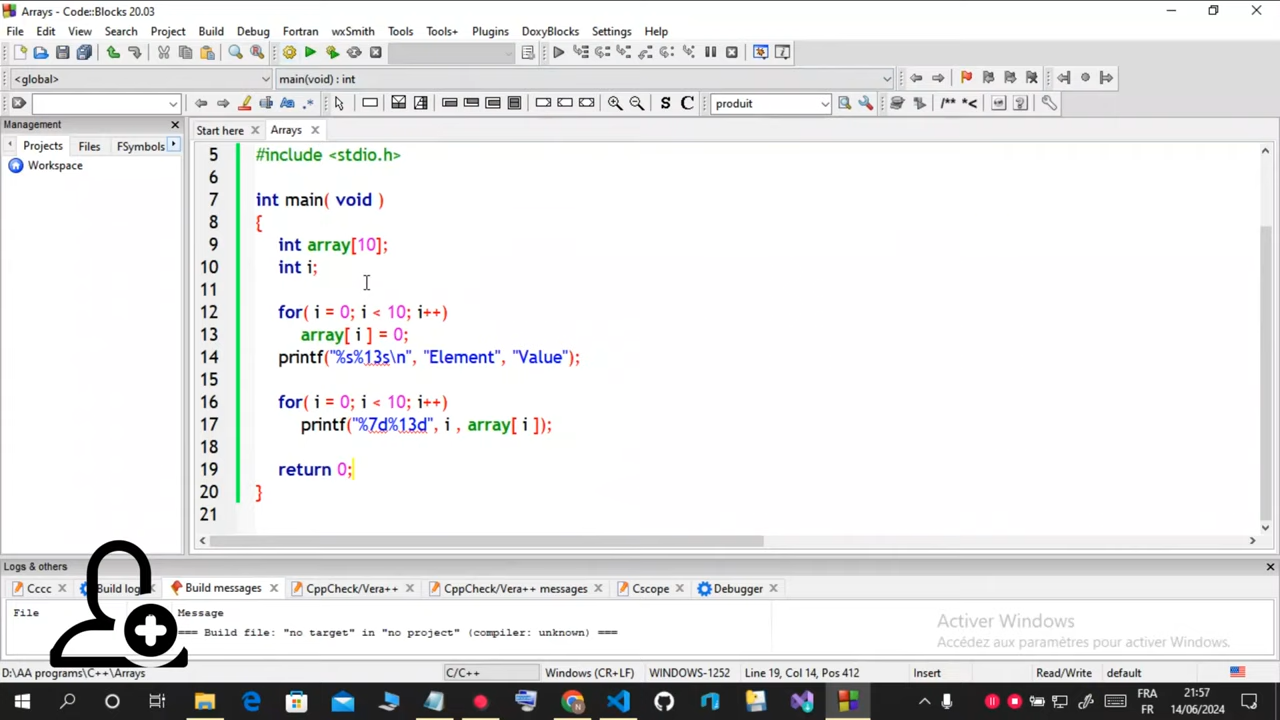 Arrays - Code::Blocks 20.03
File Edit View Search Project Build Debug Fortran wxSmith Tools Tools+ Plugins DoxyBlocks Settings Help
<global> main(void) : int
S C produit /** *<
Management
Projects Files FSymbols
Workspace
Start here Arrays
5 #include <stdio.h>
6
7 int main( void )
8 {
9 int array[10];
10 int i;
11
12 for( i = 0; i < 10; i++)
13 array[ i ] = 0;
14 printf("%s%13s\n", "Element", "Value");
15
16 for( i = 0; i < 10; i++)
17 printf("%7d%13d", i , array[ i ]);
18
19 return 0;
20 }
21
Logs & others
Cccc Build log Build messages CppCheck/Vera++ CppCheck/Vera++ messages Cscope Debugger
File Message
=== Build file: "no target" in "no project" (compiler: unknown) ===
Activer Windows
Accédez aux paramètres pour activer Windows.
D:\AA programs\C++\Arrays C/C++ Windows (CR+LF) WINDOWS-1252 Line 19, Col 14, Pos 412 Insert Read/Write default
FRA 21:57
FR 14/06/2024